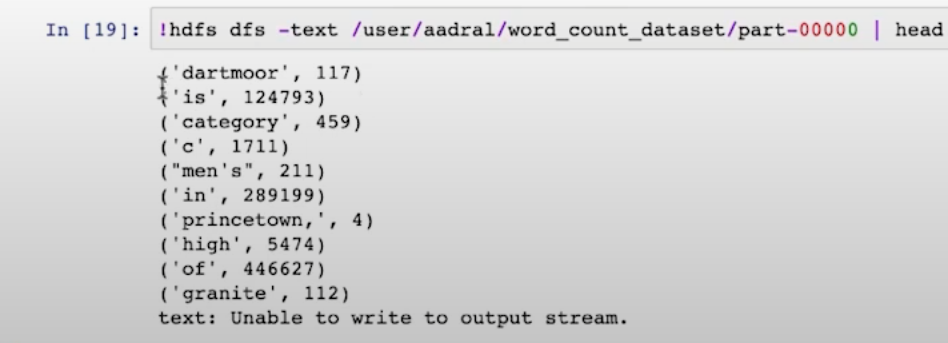 In [19]: !hdfs dfs -text /user/aadral/word_count_dataset/part-00000 | head
('dartmoor', 117)
('is', 124793)
('category', 459)
('c', 1711)
("men's", 211)
('in', 289199)
('princetown,', 4)
('high', 5474)
('of', 446627)
('granite', 112)
text: Unable to write to output stream.